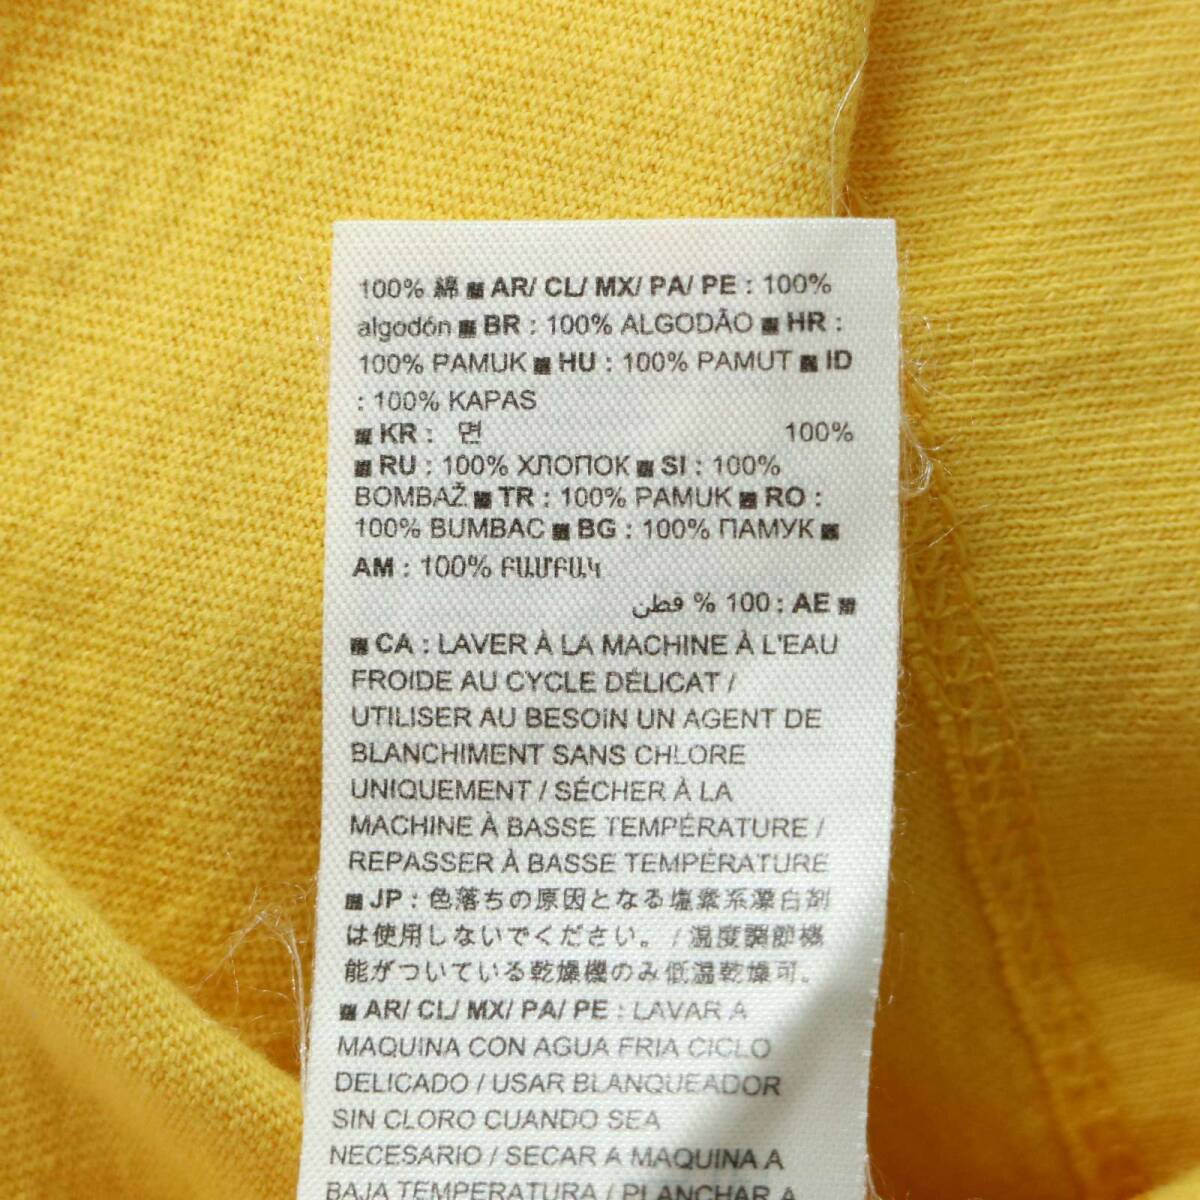 100% 綿 ■ AR/ CL/ MX/ PA/ PE : 100%
algodón ■ BR : 100% ALGODÃO ■ HR :
100% PAMUK ■ HU : 100% PAMUT ■ ID
: 100% KAPAS
■ KR : 면 100%
■ RU : 100% ХЛОПОК ■ SI : 100%
BOMBAŽ ■ TR : 100% PAMUK ■ RO :
100% BUMBAC ■ BG : 100% ПАМУК ■
AM : 100% ԲԱՄԲԱԿ
■ AE : 100 % قطن
■ CA : LAVER À LA MACHINE À L'EAU
FROIDE AU CYCLE DÉLICAT /
UTILISER AU BESOIN UN AGENT DE
BLANCHIMENT SANS CHLORE
UNIQUEMENT / SÉCHER À LA
MACHINE À BASSE TEMPÉRATURE /
REPASSER À BASSE TEMPÉRATURE
■ JP : 色落ちの原因となる塩素系漂白剤
は使用しないでください。 / 温度調節機
能がついている乾燥機のみ低温乾燥可。
■ AR/ CL/ MX/ PA/ PE : LAVAR A
MAQUINA CON AGUA FRIA CICLO
DELICADO / USAR BLANQUEADOR
SIN CLORO CUANDO SEA
NECESARIO / SECAR A MAQUINA A
BAJA TEMPERATURA / PLANCHAR A